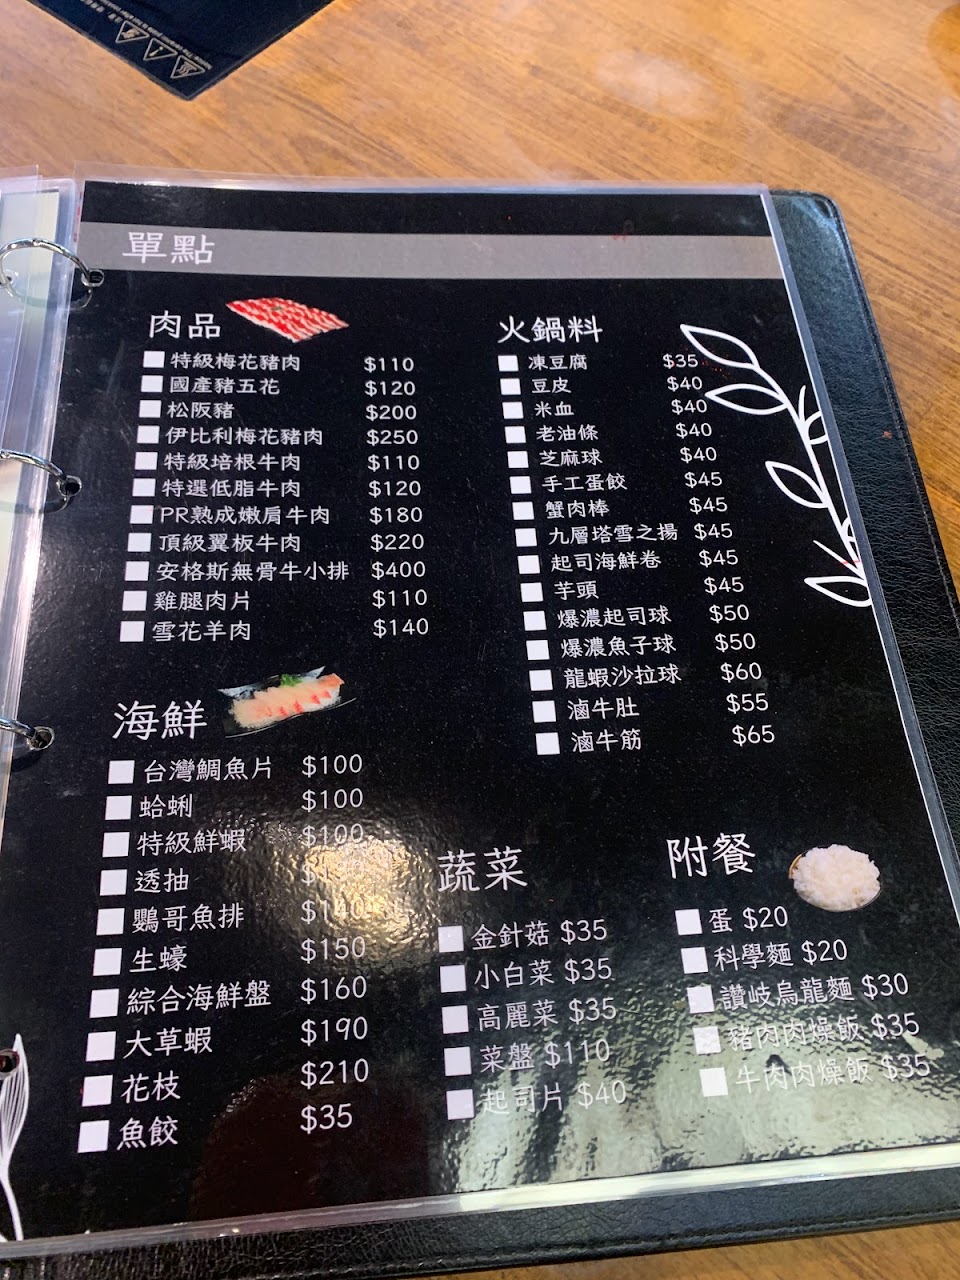 單點
肉品
特級梅花豬肉 $110
國產豬五花 $120
松阪豬 $200
伊比利梅花豬肉 $250
特級培根牛肉 $110
特選低脂牛肉 $120
PR熟成嫩肩牛肉 $180
頂級翼板牛肉 $220
安格斯無骨牛小排 $400
雞腿肉片 $110
雪花羊肉 $140
海鮮
台灣鯛魚片 $100
蛤蜊 $100
特級鮮蝦 $100
透抽
鸚哥魚排 $140
生蠔 $150
綜合海鮮盤 $160
大草蝦 $190
花枝 $210
魚餃 $35
火鍋料
凍豆腐 $35
豆皮 $40
米血 $40
老油條 $40
芝麻球 $40
手工蛋餃 $45
蟹肉棒 $45
九層塔雪之揚 $45
起司海鮮卷 $45
芋頭 $45
爆濃起司球 $50
爆濃魚子球 $50
龍蝦沙拉球 $60
滷牛肚 $55
滷牛筋 $65
蔬菜
金針菇 $35
小白菜 $35
高麗菜 $35
菜盤 $110
起司片 $40
附餐
蛋 $20
科學麵 $20
讚岐烏龍麵 $30
豬肉肉燥飯 $35
牛肉肉燥飯 $35